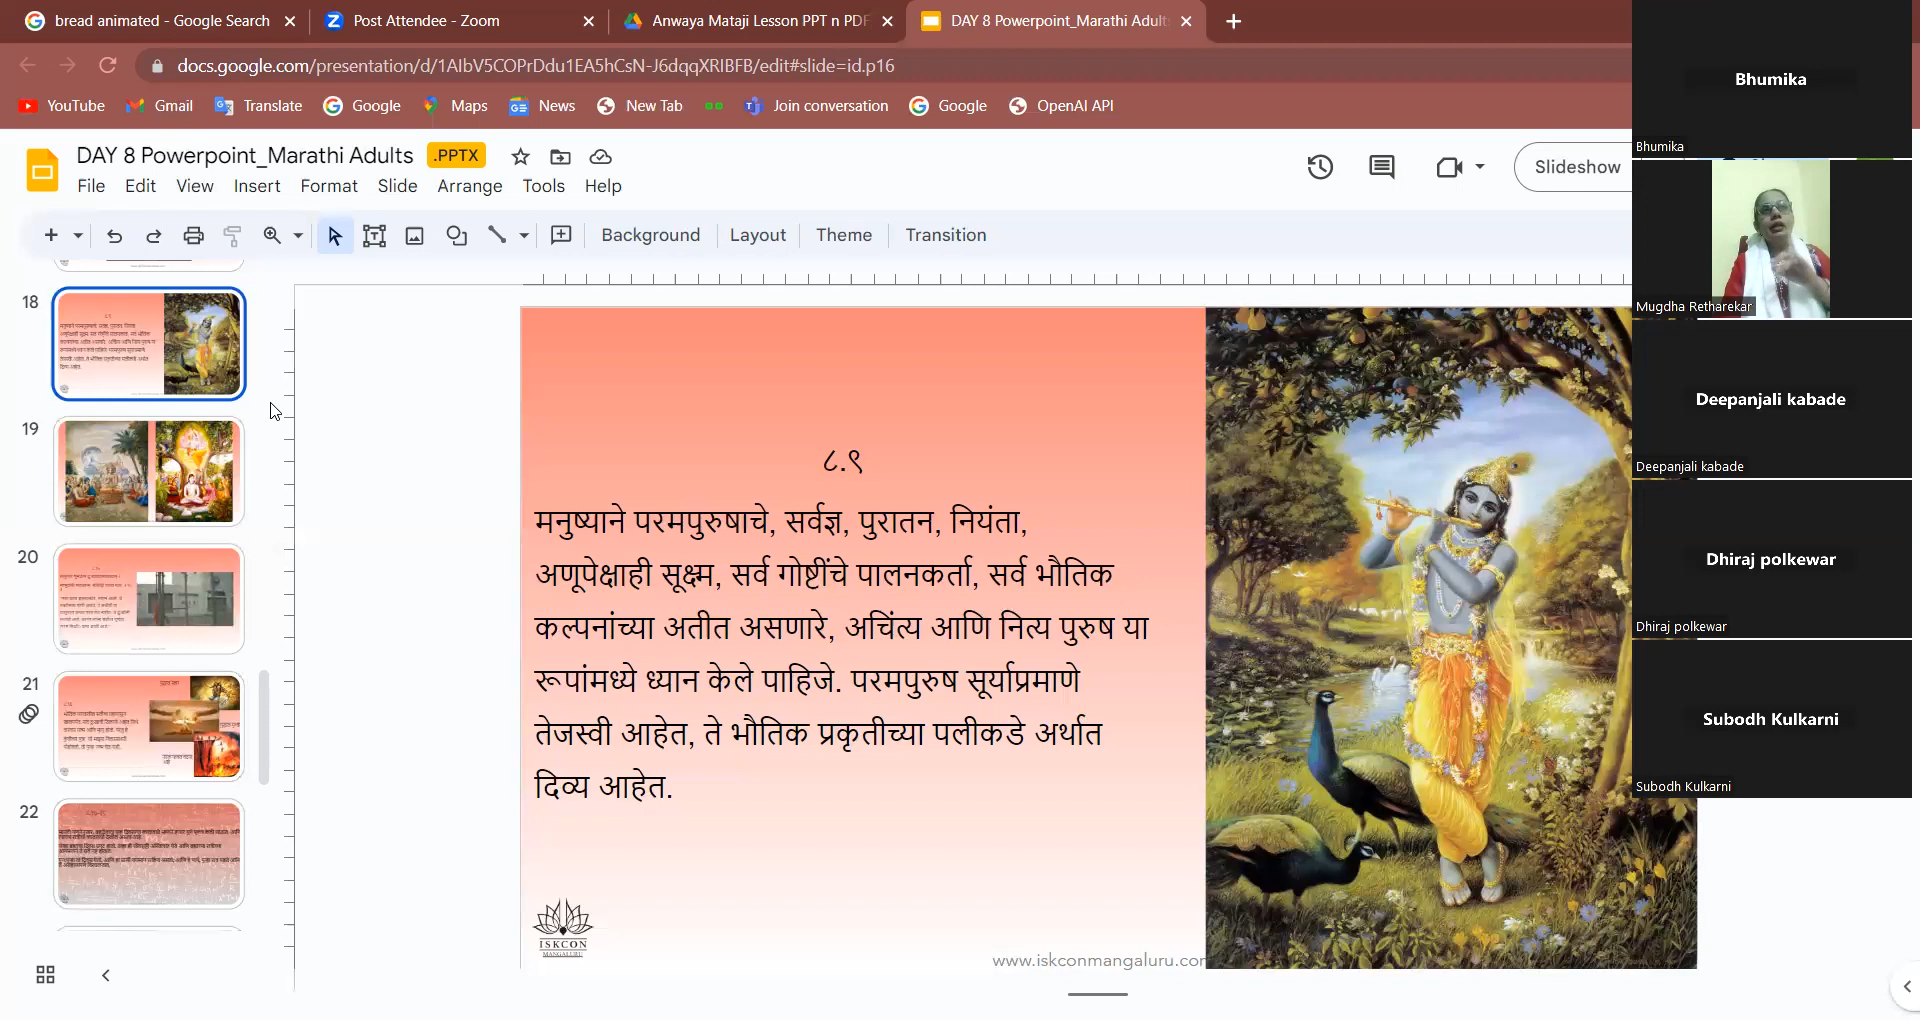 bread animated - Google Search
Post Attendee - Zoom
Anwaya Mataji Lesson PPT n PDF
DAY 8 Powerpoint_Marathi Adult
docs.google.com/presentation/d/1AIbV5COPrDdu1EA5hCsN-J6dqqXRIBFB/edit#slide=id.p16
YouTube Gmail Translate Google Maps News New Tab Join conversation Google OpenAI API
DAY 8 Powerpoint_Marathi Adults .PPTX
File Edit View Insert Format Slide Arrange Tools Help
Slideshow
Background Layout Theme Transition
18
19
20
21
22
८.९
मनुष्याने परमपुरुषाचे, सर्वज्ञ, पुरातन, नियंता,
अणूपेक्षाही सूक्ष्म, सर्व गोष्टींचे पालनकर्ता, सर्व भौतिक
कल्पनांच्या अतीत असणारे, अचिंत्य आणि नित्य पुरुष या
रूपांमध्ये ध्यान केले पाहिजे. परमपुरुष सूर्याप्रमाणे
तेजस्वी आहेत, ते भौतिक प्रकृतीच्या पलीकडे अर्थात
दिव्य आहेत.
ISKCON
MANGALURU
www.iskconmangaluru.com
Bhumika
Bhumika
Mugdha Retharekar
Deepanjali kabade
Deepanjali kabade
Dhiraj polkewar
Dhiraj polkewar
Subodh Kulkarni
Subodh Kulkarni